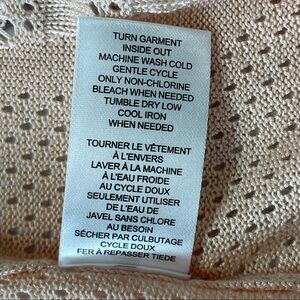 TURN GARMENT
INSIDE OUT
MACHINE WASH COLD
GENTLE CYCLE
ONLY NON-CHLORINE
BLEACH WHEN NEEDED
TUMBLE DRY LOW
COOL IRON
WHEN NEEDED
TOURNER LE VÊTEMENT
À L'ENVERS
LAVER À LA MACHINE
À L'EAU FROIDE
AU CYCLE DOUX
SEULEMENT UTILISER
DE L'EAU DE
JAVEL SANS CHLORE
AU BESOIN
SÉCHER PAR CULBUTAGE
CYCLE DOUX
FER À REPASSER TIEDE